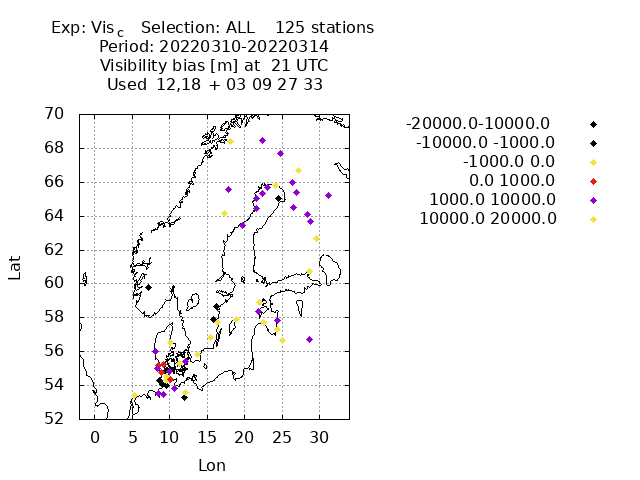 Exp: Vis c Selection: ALL 125 stations
Period: 20220310-20220314
Visibility bias [m] at 21 UTC
Used 12,18 + 03 09 27 33
-20000.0-10000.0
-10000.0 -1000.0
-1000.0 0.0
0.0 1000.0
1000.0 10000.0
10000.0 20000.0
70
68
66
64
62
60
58
56
54
52
Lat
0 5 10 15 20 25 30
Lon